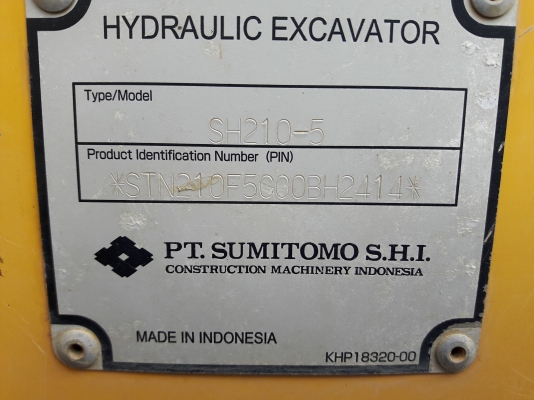 HYDRAULIC EXCAVATOR
Type/Model
SH210-5
Product Identification Number (PIN)
*STN210F5C00BH2414*
PT. SUMITOMO S.H.I.
CONSTRUCTION MACHINERY INDONESIA
MADE IN INDONESIA
KHP18320-00